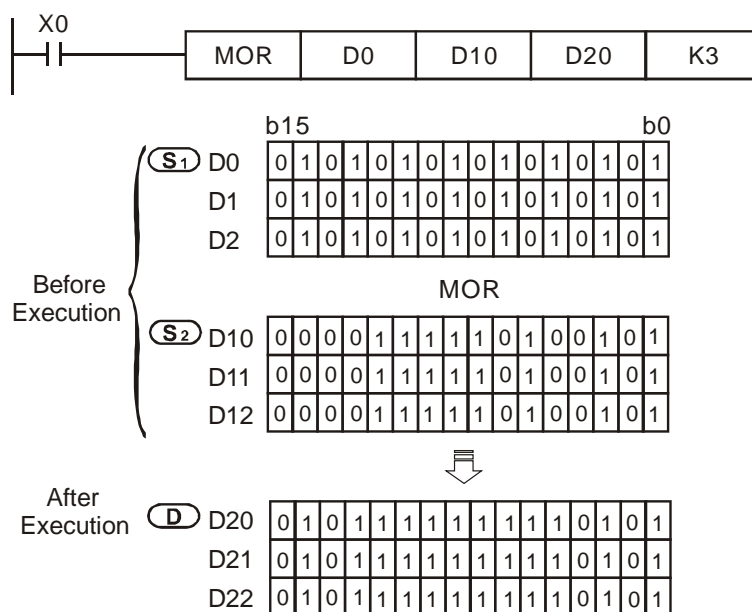 X0
MOR D0 D10 D20 K3
b15 b0
S1 D0 0 1 0 1 0 1 0 1 0 1 0 1 0 1 0 1
D1 0 1 0 1 0 1 0 1 0 1 0 1 0 1 0 1
D2 0 1 0 1 0 1 0 1 0 1 0 1 0 1 0 1
Before
Execution
MOR
S2 D10 0 0 0 0 1 1 1 1 1 0 1 0 0 1 0 1
D11 0 0 0 0 1 1 1 1 1 0 1 0 0 1 0 1
D12 0 0 0 0 1 1 1 1 1 0 1 0 0 1 0 1
After
Execution
D D20 0 1 0 1 1 1 1 1 1 1 1 1 0 1 0 1
D21 0 1 0 1 1 1 1 1 1 1 1 1 0 1 0 1
D22 0 1 0 1 1 1 1 1 1 1 1 1 0 1 0 1